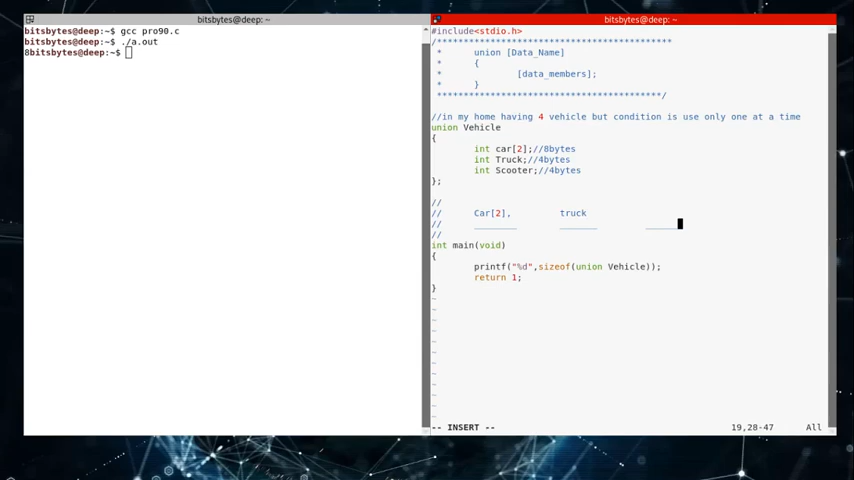 bitsbytes@deep: ~
bitsbytes@deep:~$ gcc pro90.c
bitsbytes@deep:~$ ./a.out
8bitsbytes@deep:~$
bitsbytes@deep: ~
#include<stdio.h>
/********************************************
 *      union [Data_Name]
 *      {
 *              [data_members];
 *      }
 ******************************************/
//in my home having 4 vehicle but condition is use only one at a time
union Vehicle
{
        int car[2];//8bytes
        int Truck;//4bytes
        int Scooter;//4bytes
};
//
//      Car[2],         truck
//      ________        _______         ______
//
int main(void)
{
        printf("%d",sizeof(union Vehicle));
        return 1;
}
~
~
~
~
~
~
~
~
~
~
~
~
-- INSERT --                                            19,28-47      All